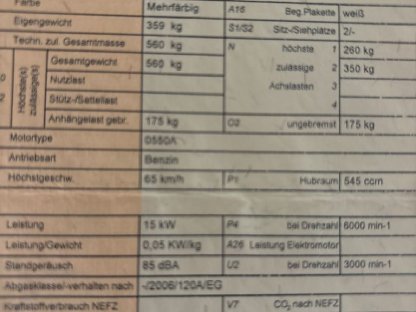 Farbe Mehrfärbig A16 Beg.Plakette weiß
Eigengewicht 359 kg S1/S2 Sitz-/Stehplätze 2/-
Techn. zul. Gesamtmasse 560 kg N höchste 1 260 kg
Höchste(s) zulässige(s) Gesamtgewicht 560 kg zulässige 2 350 kg
Nutzlast Achslasten 3
Stütz-/Sattellast 4
Anhängelast gebr. 175 kg O2 ungebremst 175 kg
Motortype 0550A
Antriebsart Benzin
Höchstgeschw. 65 km/h P1 Hubraum 545 ccm
Leistung 15 kW P4 bei Drehzahl 6000 min-1
Leistung/Gewicht 0,05 KW/kg A26 Leistung Elektromotor
Standgeräusch 85 dBA U2 bei Drehzahl 3000 min-1
Abgasklasse/-verhalten nach -/2006/120A/EG
Kraftstoffverbrauch NEFZ V7 CO2 nach NEFZ